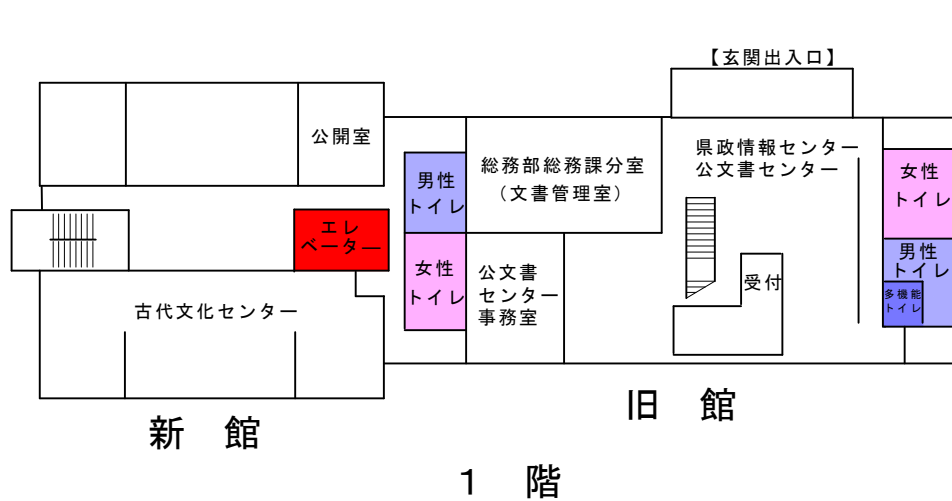 【玄関出入口】
公開室
総務部総務課分室
（文書管理室）
県政情報センター
公文書センター
男性
トイレ
女性
トイレ
エレ
ベーター
女性
トイレ
男性
トイレ
多機能
トイレ
公文書
センター
事務室
受付
古代文化センター
新　館
旧　館
１　階